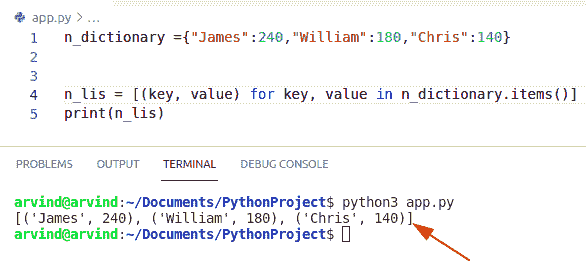 app.py > ...
1 n_dictionary ={"James":240,"William":180,"Chris":140}
2
3
4 n_lis = [(key, value) for key, value in n_dictionary.items()]
5 print(n_lis)
PROBLEMS OUTPUT TERMINAL DEBUG CONSOLE
arvind@arvind:~/Documents/PythonProject$ python3 app.py
[('James', 240), ('William', 180), ('Chris', 140)]
arvind@arvind:~/Documents/PythonProject$